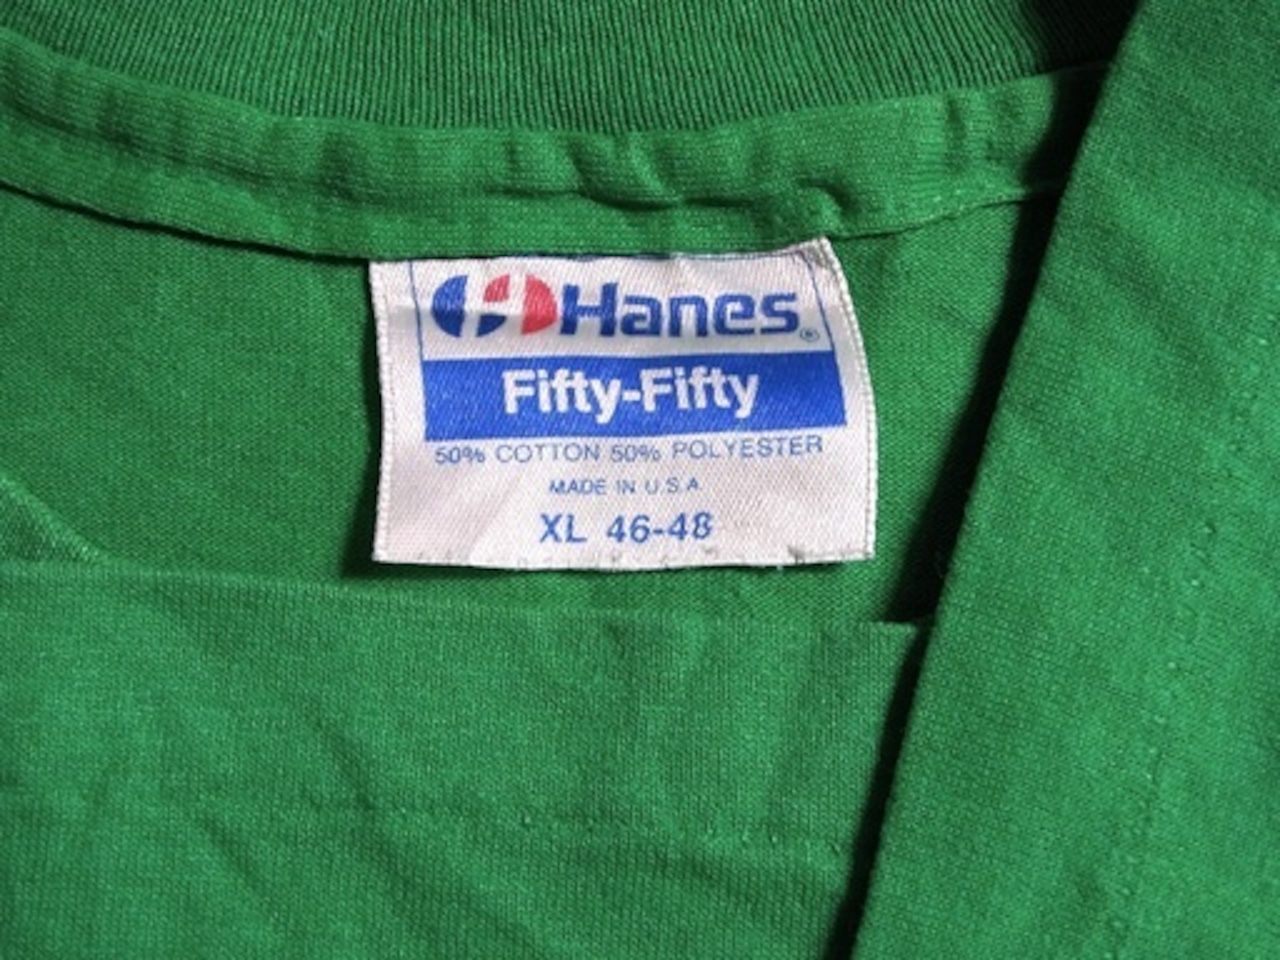 Hanes®
Fifty-Fifty
50% COTTON 50% POLYESTER
MADE IN U.S.A.
XL 46-48